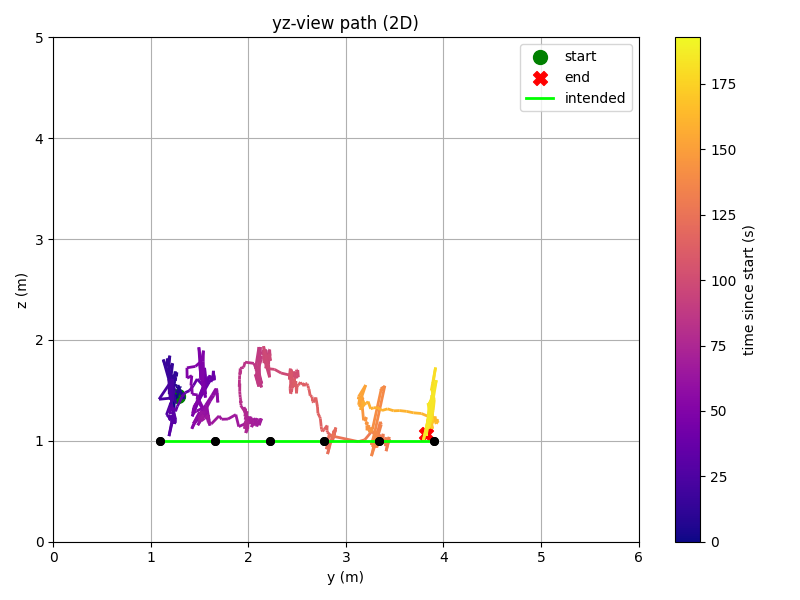 yz-view path (2D)
start
end
intended
5
4
3
2
1
0
z (m)
0 1 2 3 4 5 6
y (m)
175
150
125
100
75
50
25
0
time since start (s)